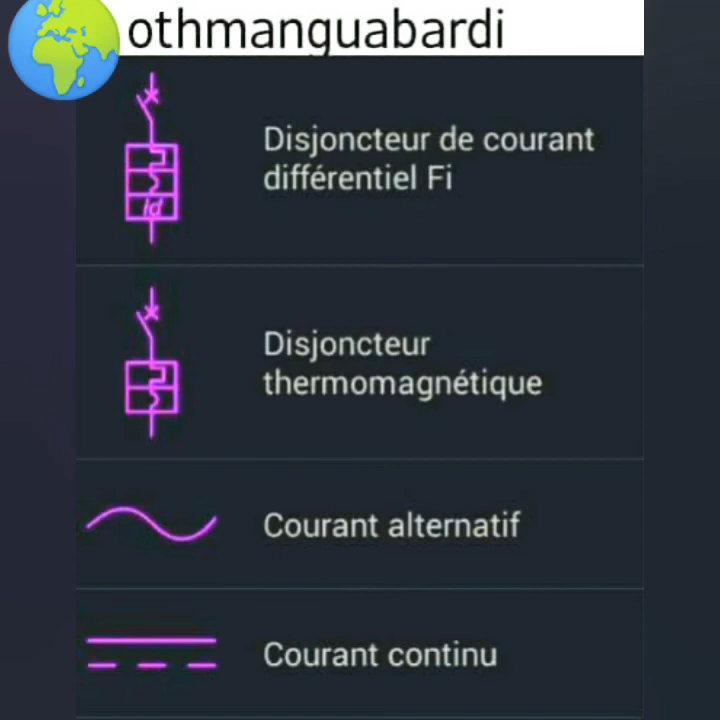 othmanguabardi
Disjoncteur de courant
différentiel Fi
Id
Disjoncteur
thermomagnétique
Courant alternatif
Courant continu